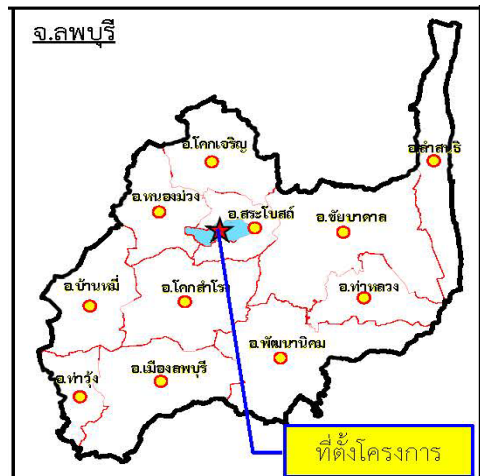 จ.ลพบุรี
อ.โคกเจริญ
อ.ลำสนธิ
อ.หนองม่วง
อ.สระโบสถ์
อ.ชัยบาดาล
อ.บ้านหมี่
อ.โคกสำโรง
อ.ท่าหลวง
อ.พัฒนานิคม
อ.ท่าวุ้ง
อ.เมืองลพบุรี
ที่ตั้งโครงการ